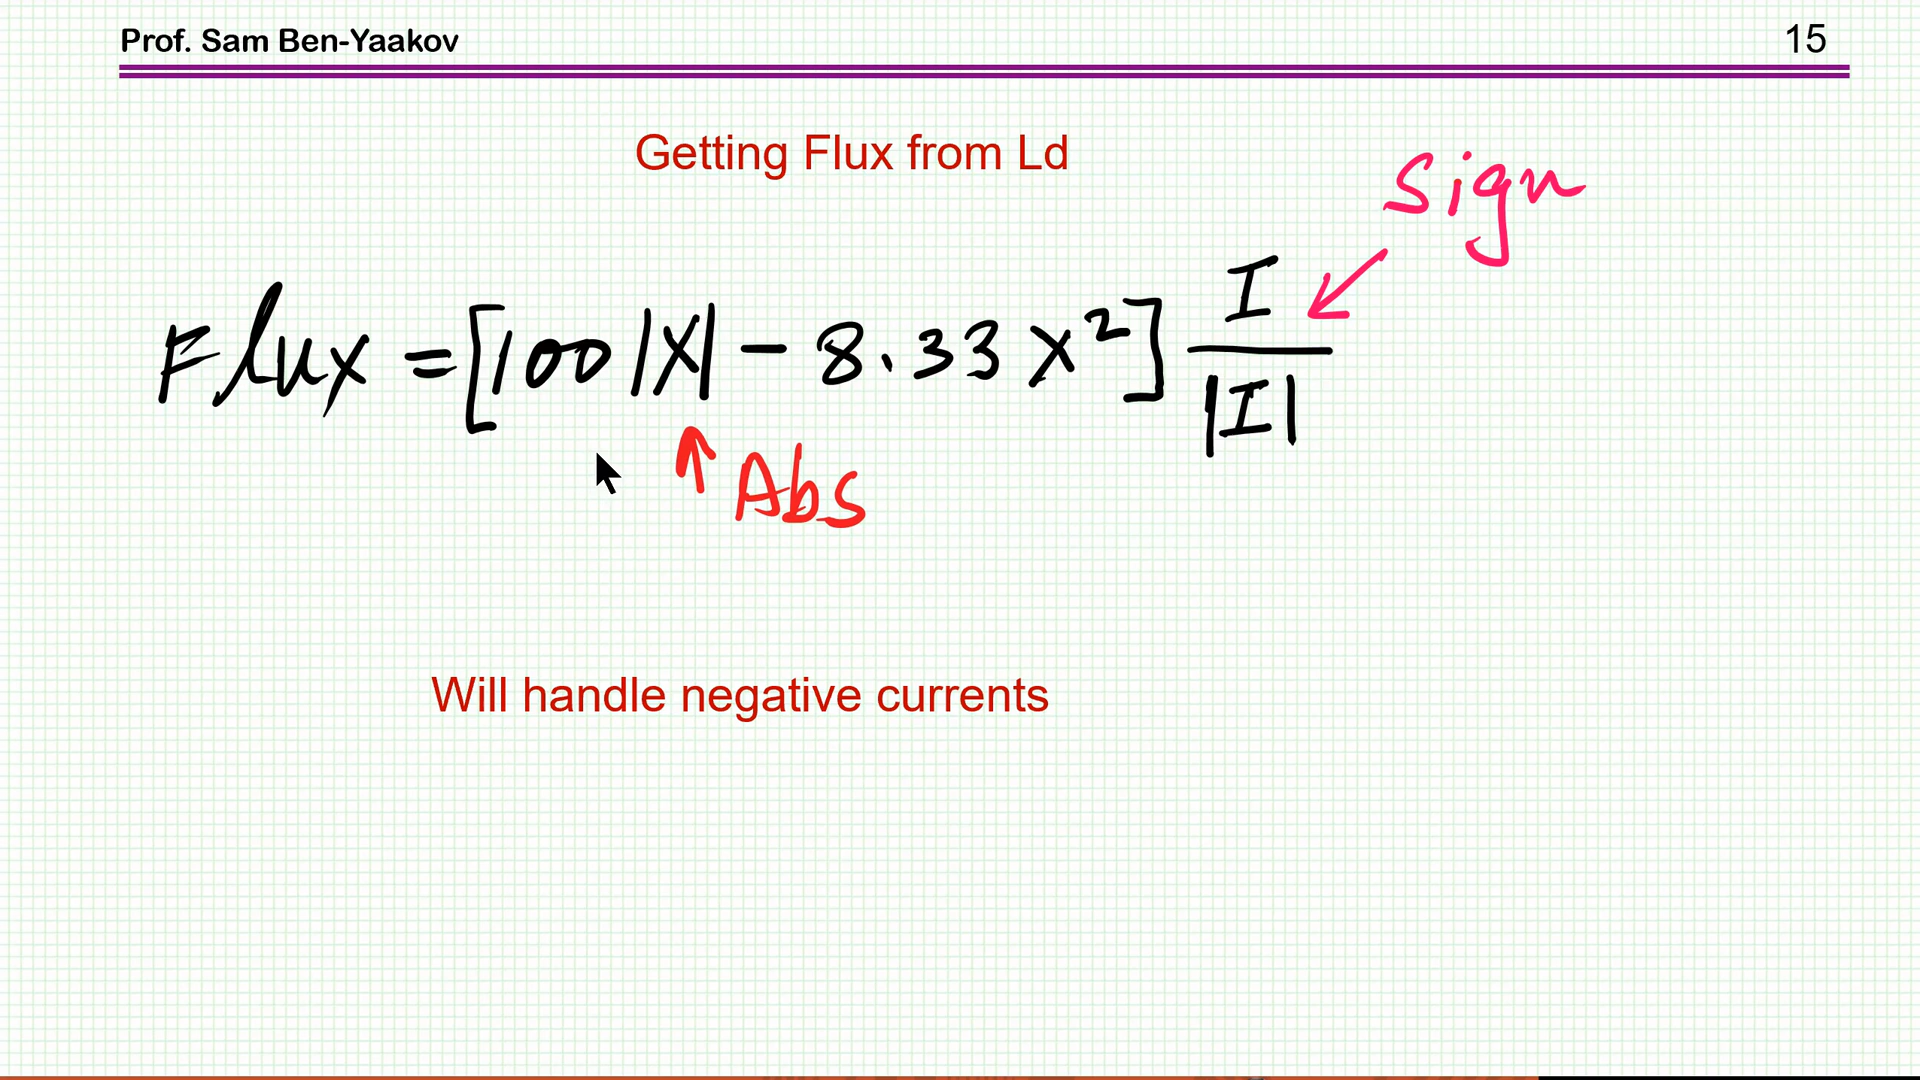 Prof. Sam Ben-Yaakov 15
Getting Flux from Ld
Sign
Flux = [100|X| - 8.33 X²] I/|I|
Abs
Will handle negative currents